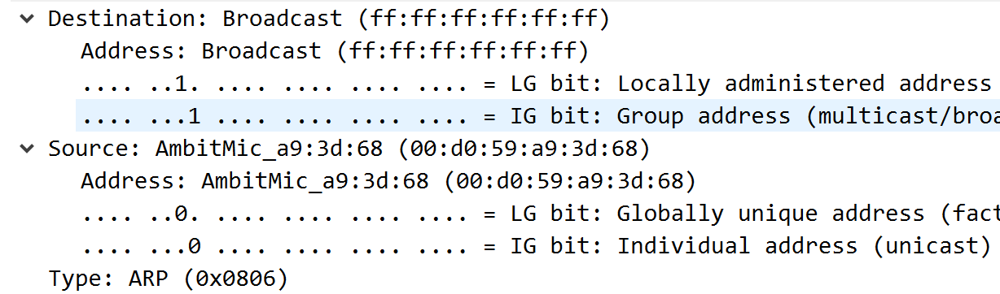 Destination: Broadcast (ff:ff:ff:ff:ff:ff)
Address: Broadcast (ff:ff:ff:ff:ff:ff)
.... ..1. .... .... .... .... = LG bit: Locally administered address
.... ...1 .... .... .... .... = IG bit: Group address (multicast/broa
Source: AmbitMic_a9:3d:68 (00:d0:59:a9:3d:68)
Address: AmbitMic_a9:3d:68 (00:d0:59:a9:3d:68)
.... ..0. .... .... .... .... = LG bit: Globally unique address (fact
.... ...0 .... .... .... .... = IG bit: Individual address (unicast)
Type: ARP (0x0806)